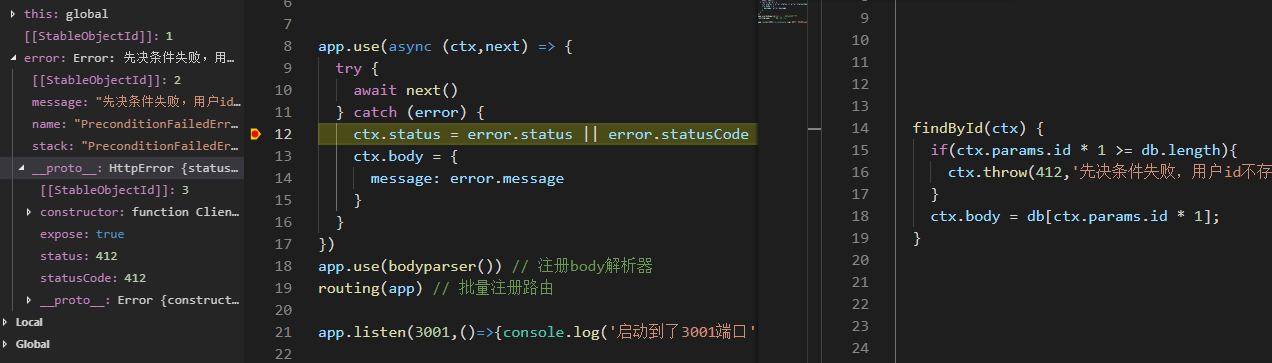 this: global
[[StableObjectId]]: 1
error: Error: 先决条件失败，用…
[[StableObjectId]]: 2
message: "先决条件失败，用户id…
name: "PreconditionFailedErr…
stack: "PreconditionFailedEr…
__proto__: HttpError {status…
[[StableObjectId]]: 3
constructor: function Clien…
expose: true
status: 412
statusCode: 412
__proto__: Error {construct…
Local
Global
6
7
8 app.use(async (ctx,next) => {
9 try {
10 await next()
11 } catch (error) {
12 ctx.status = error.status || error.statusCode
13 ctx.body = {
14 message: error.message
15 }
16 }
17 })
18 app.use(bodyparser()) // 注册body解析器
19 routing(app) // 批量注册路由
20
21 app.listen(3001,()=>{console.log('启动到了3001端口'
22
9
10
11
12
13
14 findById(ctx) {
15 if(ctx.params.id * 1 >= db.length){
16 ctx.throw(412,'先决条件失败，用户id不存
17 }
18 ctx.body = db[ctx.params.id * 1];
19 }
20
21
22
23
24